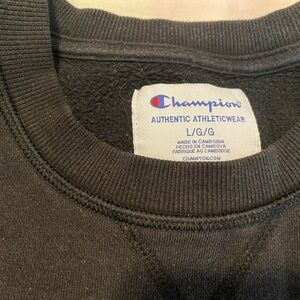 Champion
AUTHENTIC ATHLETICWEAR
L/G/G
MADE IN CAMBODIA
HECHO EN CAMBOYA
FABRIQUÉ AU CAMBODGE
CHAMPION.COM